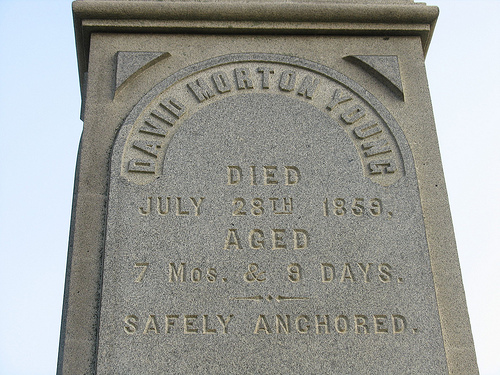 DAVID MORTON YOUNG
DIED
JULY 28TH 1859.
AGED
7 Mos. & 9 DAYS.
SAFELY ANCHORED.